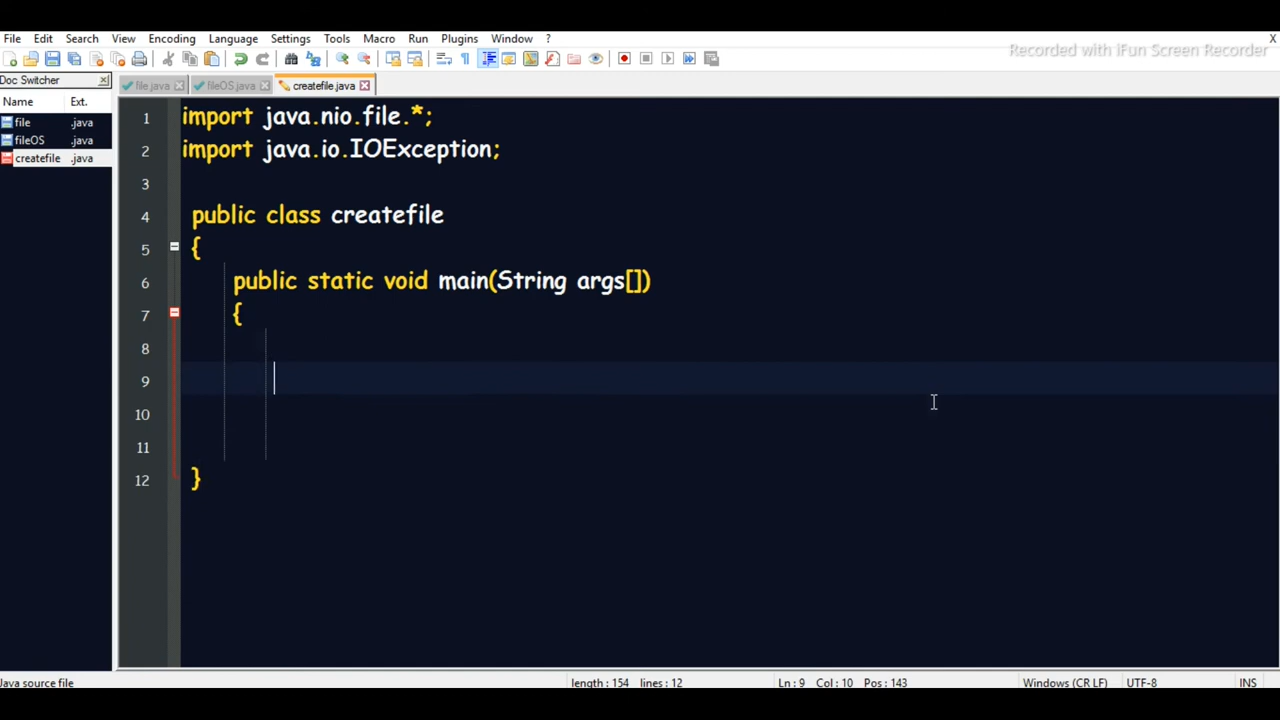 File Edit Search View Encoding Language Settings Tools Macro Run Plugins Window ? X
Recorded with iFun Screen Recorder
Doc Switcher
file.java fileOS.java createfile.java
Name Ext.
file .java
fileOS .java
createfile .java
1 import java.nio.file.*;
2 import java.io.IOException;
3
4 public class createfile
5 {
6 public static void main(String args[])
7 {
8
9
10
11
12 }
Java source file length : 154 lines : 12 Ln : 9 Col : 10 Pos : 143 Windows (CR LF) UTF-8 INS